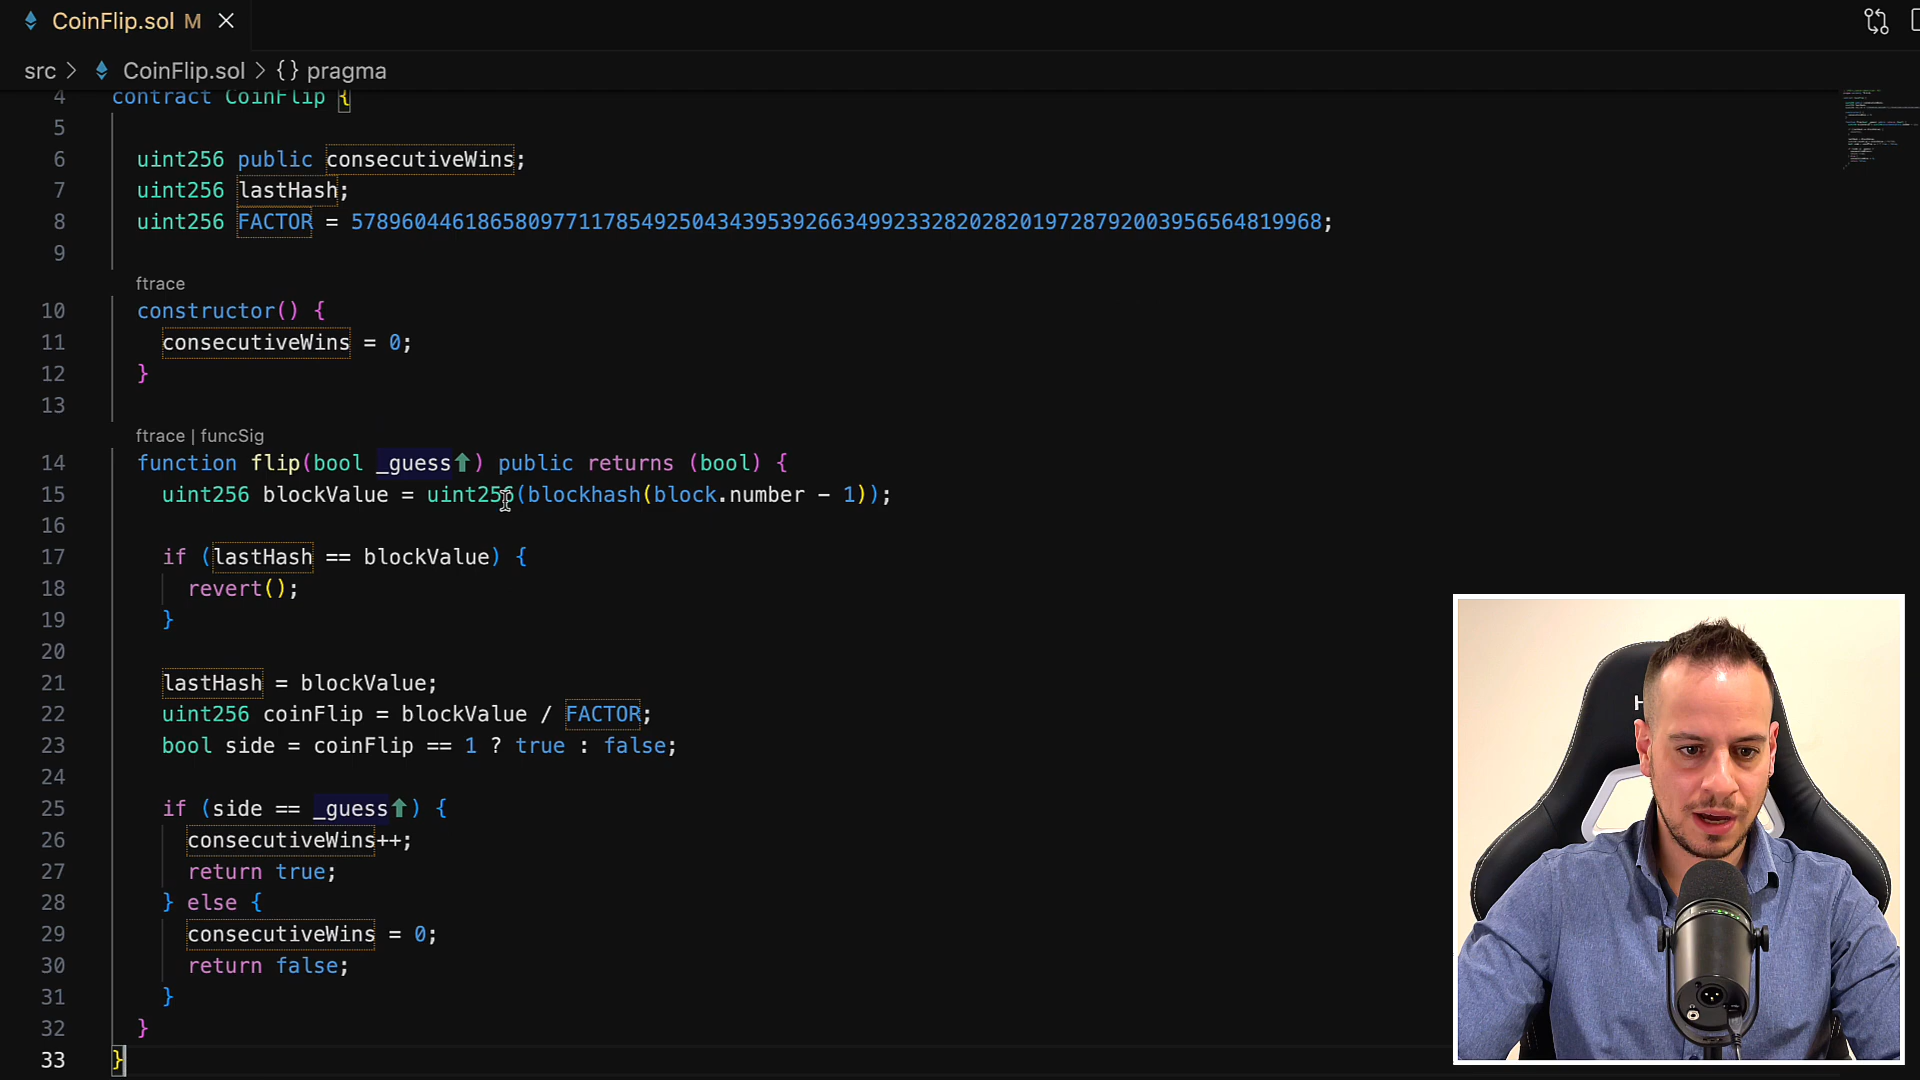 CoinFlip.sol M
src > CoinFlip.sol > {} pragma
4 contract CoinFlip {
5
6 uint256 public consecutiveWins;
7 uint256 lastHash;
8 uint256 FACTOR = 57896044618658097711785492504343953926634992332820282019728792003956564819968;
9
ftrace
10 constructor() {
11 consecutiveWins = 0;
12 }
13
ftrace | funcSig
14 function flip(bool _guess↑) public returns (bool) {
15 uint256 blockValue = uint256(blockhash(block.number - 1));
16
17 if (lastHash == blockValue) {
18 revert();
19 }
20
21 lastHash = blockValue;
22 uint256 coinFlip = blockValue / FACTOR;
23 bool side = coinFlip == 1 ? true : false;
24
25 if (side == _guess↑) {
26 consecutiveWins++;
27 return true;
28 } else {
29 consecutiveWins = 0;
30 return false;
31 }
32 }
33 }